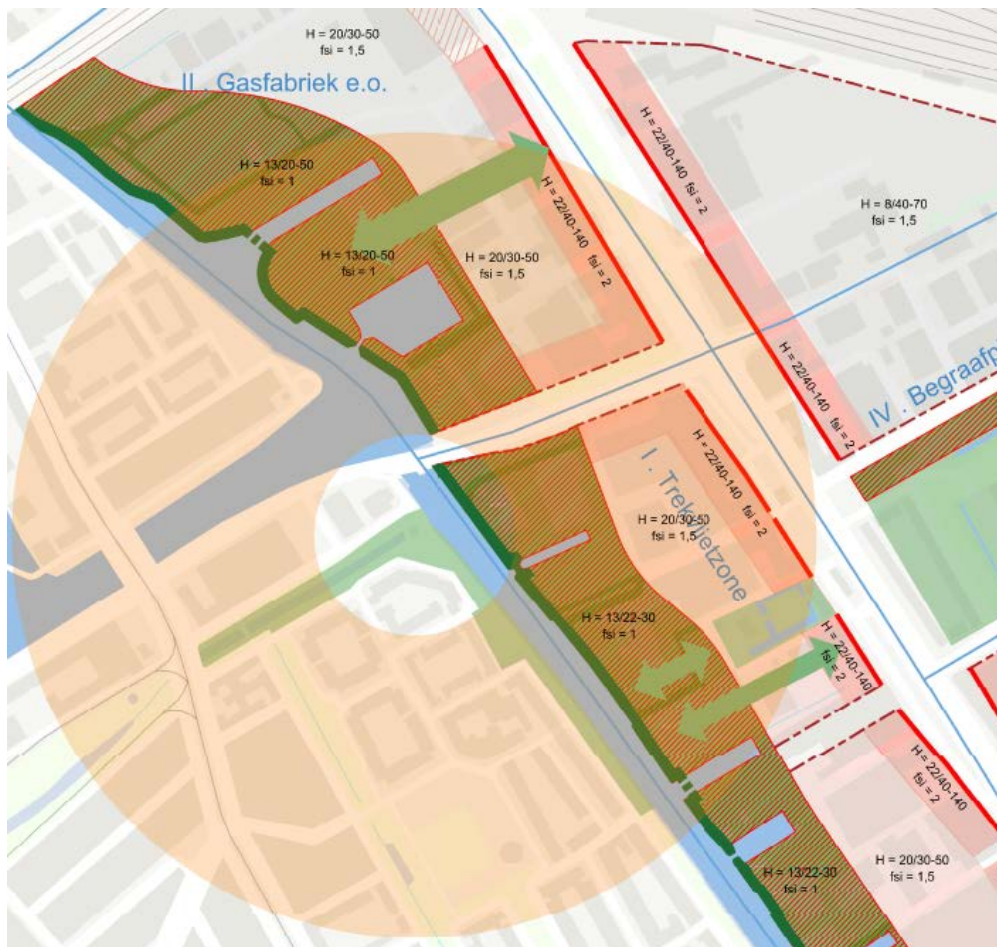 H = 20/30-50
fsi = 1,5
II . Gasfabriek e.o.
H = 22/40-140 fsi = 2
H = 13/20-50
fsi = 1
H = 22/40-140 fsi = 2
H = 8/40-70
fsi = 1,5
H = 13/20-50
fsi = 1
H = 20/30-50
fsi = 1,5
H = 22/40-140 fsi = 2
IV . Begraafp
H = 22/40-140 fsi = 2
I . Trekvlietzone
H = 20/30-50
fsi = 1,5
H = 13/22-30
fsi = 1
H = 22/40-140
fsi = 2
H = 22/40-140
fsi = 2
H = 20/30-50
fsi = 1,5
H = 13/22-30
fsi = 1